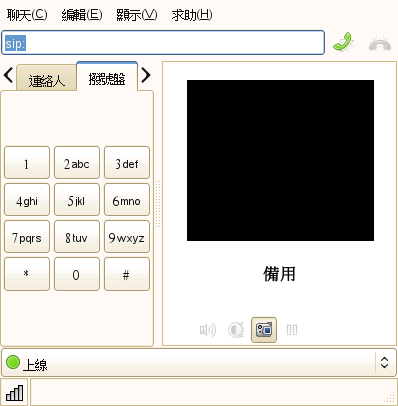 聊天(C) 編輯(E) 顯示(V) 求助(H)
sip:
連絡人 撥號盤
1 2abc 3def
4ghi 5jkl 6mno
7pqrs 8tuv 9wxyz
* 0 #
備用
上線